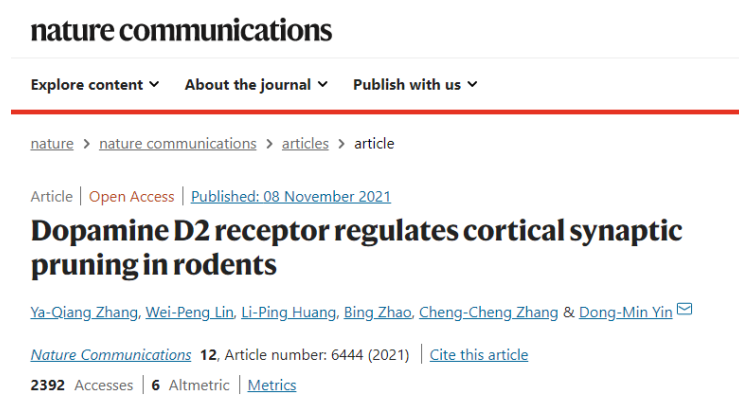 nature communications
Explore content About the journal Publish with us
nature > nature communications > articles > article
Article | Open Access | Published: 08 November 2021
Dopamine D2 receptor regulates cortical synaptic
pruning in rodents
Ya-Qiang Zhang, Wei-Peng Lin, Li-Ping Huang, Bing Zhao, Cheng-Cheng Zhang & Dong-Min Yin
Nature Communications 12, Article number: 6444 (2021) | Cite this article
2392 Accesses | 6 Altmetric | Metrics